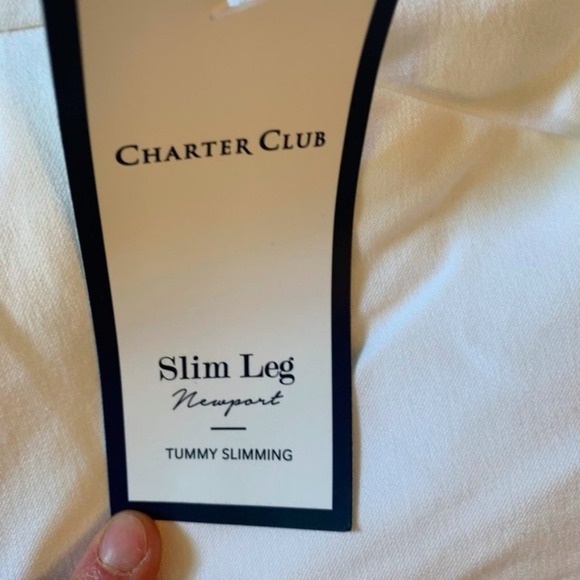 CHARTER CLUB
Slim Leg
Newport
TUMMY SLIMMING